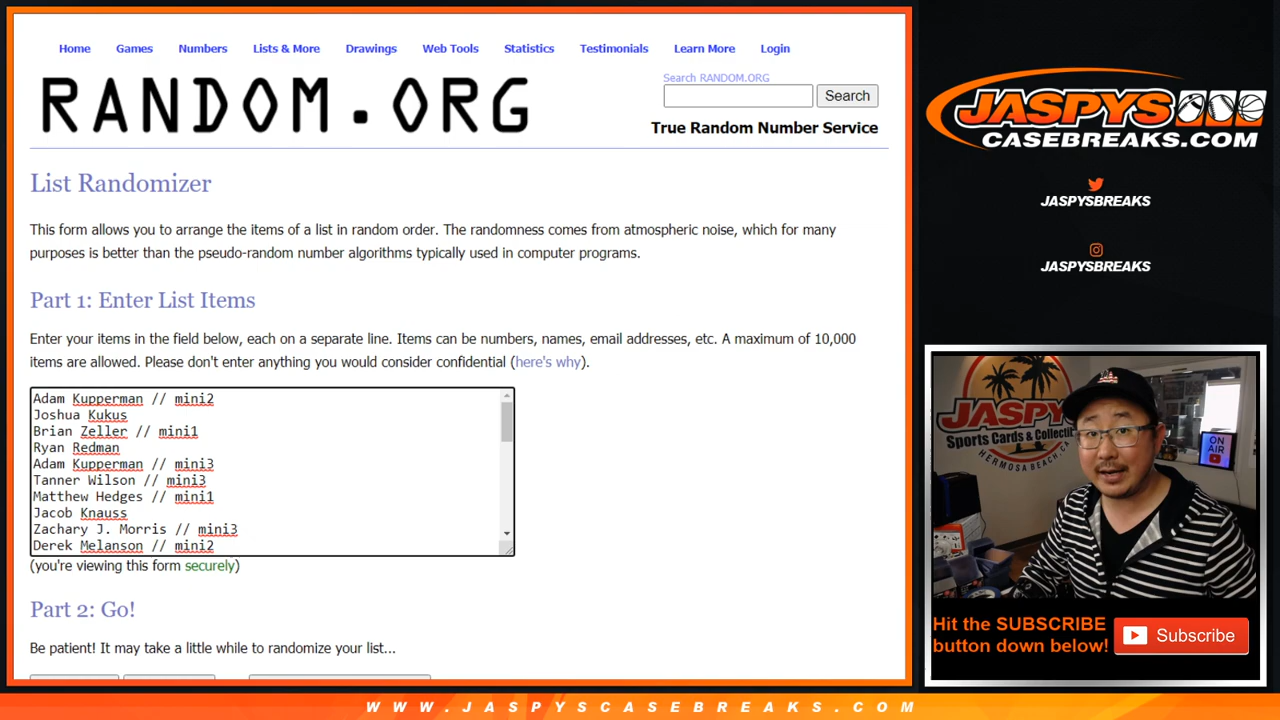 Home Games Numbers Lists & More Drawings Web Tools Statistics Testimonials Learn More Login
RANDOM.ORG
Search RANDOM.ORG
Search
True Random Number Service
List Randomizer
This form allows you to arrange the items of a list in random order. The randomness comes from atmospheric noise, which for many
purposes is better than the pseudo-random number algorithms typically used in computer programs.
Part 1: Enter List Items
Enter your items in the field below, each on a separate line. Items can be numbers, names, email addresses, etc. A maximum of 10,000
items are allowed. Please don't enter anything you would consider confidential (here's why).
Adam Kupperman // mini2
Joshua Kukus
Brian Zeller // mini1
Ryan Redman
Adam Kupperman // mini3
Tanner Wilson // mini3
Matthew Hedges // mini1
Jacob Knauss
Zachary J. Morris // mini3
Derek Melanson // mini2
(you're viewing this form securely)
Part 2: Go!
Be patient! It may take a little while to randomize your list...
JASPYS
CASEBREAKS.COM
JASPYSBREAKS
JASPYSBREAKS
JASPY'S
Sports Cards & Collectib
HERMOSA BEACH, CA
ON
AIR
Hit the SUBSCRIBE
button down below!
Subscribe
WWW.JASPYSCASEBREAKS.COM